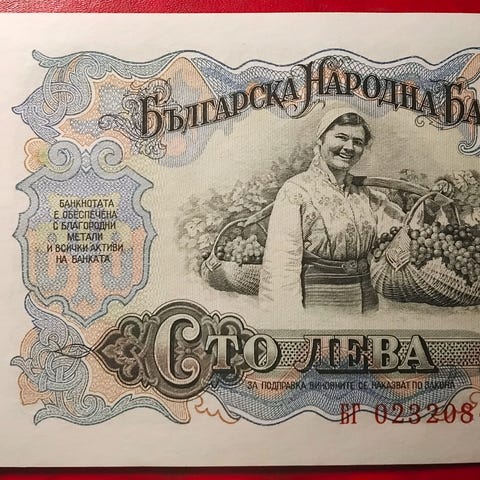 БЪЛГАРСКА НАРОДНА БА
БАНКНОТАТА
Е ОБЕЗПЕЧЕНА
С БЛАГОРОДНИ
МЕТАЛИ
И ВСИЧКИ АКТИВИ
НА БАНКАТА
СТО ЛЕВА
ЗА ПОДПРАВКА ВИНОВНИТЕ СЕ НАКАЗВАТ ПО ЗАКОНА
БГ 023208